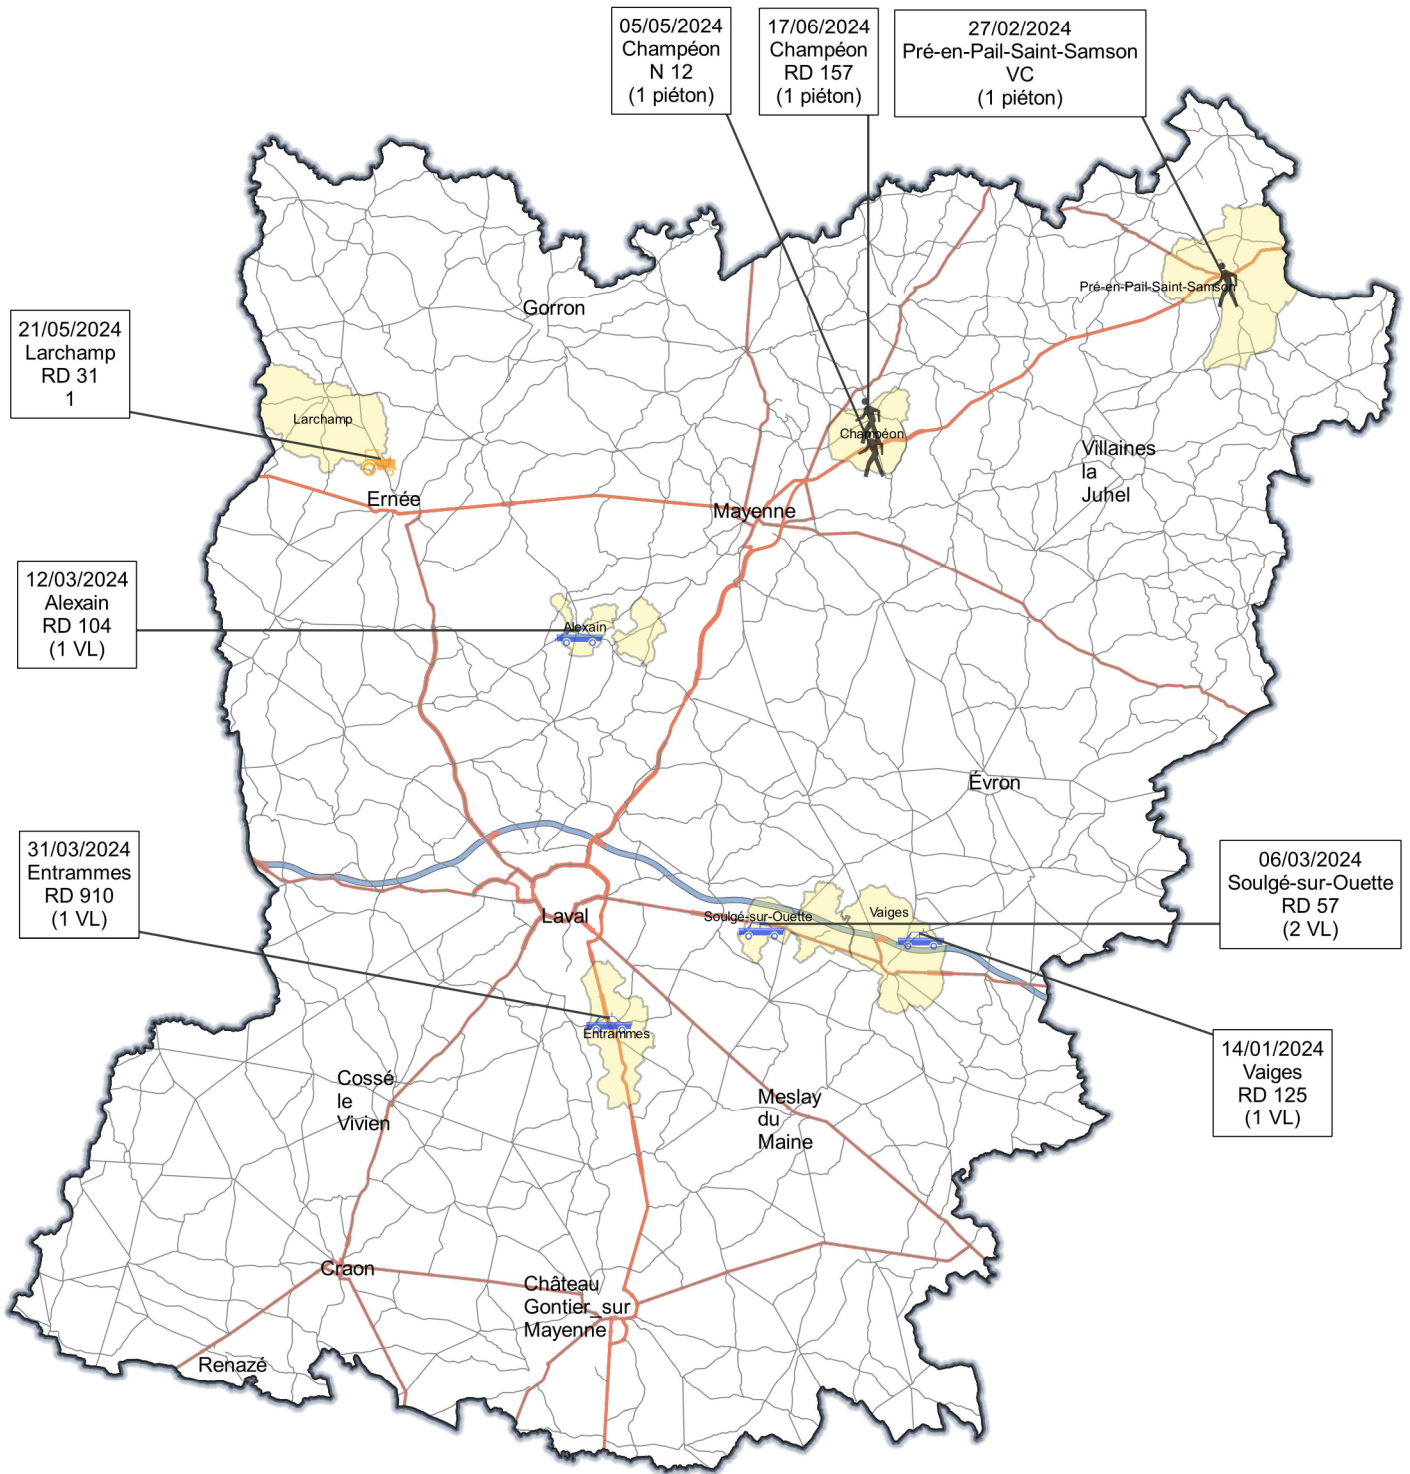 05/05/2024
Champéon
N 12
(1 piéton)
17/06/2024
Champéon
RD 157
(1 piéton)
27/02/2024
Pré-en-Pail-Saint-Samson
VC
(1 piéton)
Pré-en-Pail-Saint-Samson
Gorron
21/05/2024
Larchamp
RD 31
1
Larchamp
Champéon
Villaines
la
Juhel
Ernée
Mayenne
12/03/2024
Alexain
RD 104
(1 VL)
Alexain
Évron
31/03/2024
Entrammes
RD 910
(1 VL)
06/03/2024
Soulgé-sur-Ouette
RD 57
(2 VL)
Laval
Soulgé-sur-Ouette
Vaiges
Entrammes
14/01/2024
Vaiges
RD 125
(1 VL)
Cossé
le
Vivien
Meslay
du
Maine
Craon
Château
Gontier_sur
Mayenne
Renazé